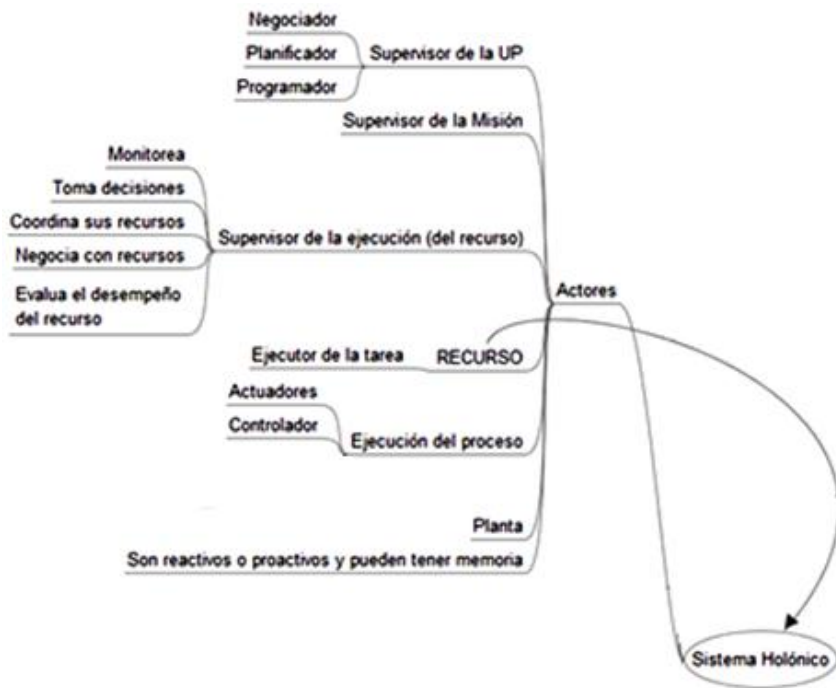 Negociador
Planificador
Programador
Supervisor de la UP
Supervisor de la Misión
Monitorea
Toma decisiones
Coordina sus recursos
Negocia con recursos
Evalua el desempeño
del recurso
Supervisor de la ejecución (del recurso)
Actores
Ejecutor de la tarea
RECURSO
Actuadores
Controlador
Ejecución del proceso
Planta
Son reactivos o proactivos y pueden tener memoria
Sistema Holónico